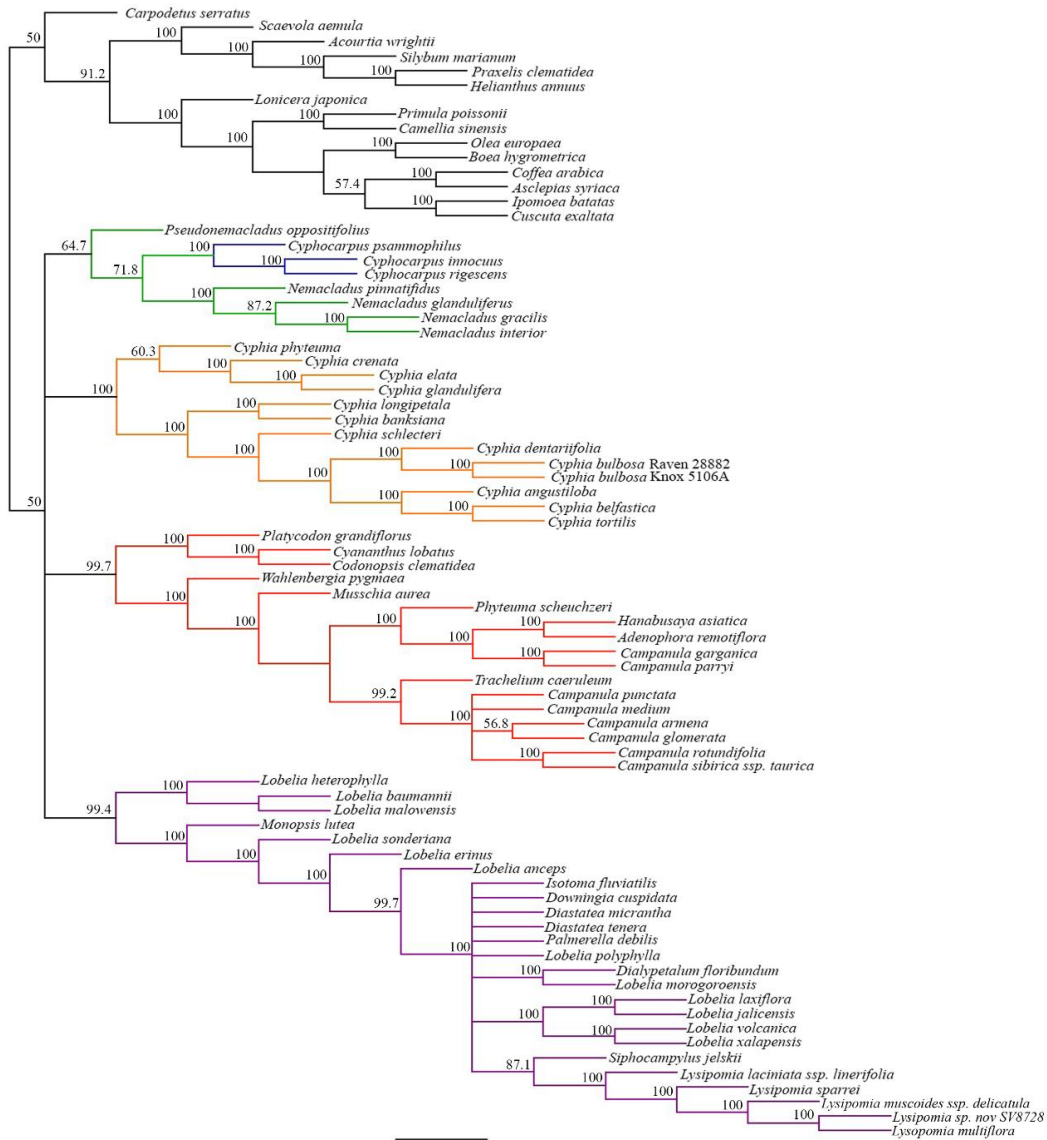 Carpodetus serratus
50
Scaevola aemula
100
Acourtia wrightii
100
Silybum marianum
100
91.2
Praxelis clematidea
100
Helianthus annuus
Lonicera japonica
100
Primula poissonii
100
Camellia sinensis
100
Olea europaea
100
Boea hygrometrica
Coffea arabica
100
57.4
Asclepias syriaca
Ipomoea batatas
100
Cuscuta exaltata
Pseudonemacladus oppositifolius
64.7
Cyphocarpus psammophilus
100
Cyphocarpus innocuus
100
71.8
Cyphocarpus rigescens
Nemacladus pinnatifidus
100
Nemacladus glanduliferus
87.2
Nemacladus gracilis
100
Nemacladus interior
Cyphia phyteuma
60.3
Cyphia crenata
100
Cyphia elata
100
Cyphia glandulifera
100
Cyphia longipetala
100
Cyphia banksiana
100
Cyphia schlecteri
100
Cyphia dentariifolia
100
Cyphia bulbosa Raven 28882
100
Cyphia bulbosa Knox 5106A
100
Cyphia angustiloba
100
Cyphia belfastica
100
Cyphia tortilis
50
Platycodon grandiflorus
100
Cyananthus lobatus
100
Codonopsis clematidea
99.7
Wahlenbergia pygmaea
100
Musschia aurea
100
Phyteuma scheuchzeri
100
Hanabusaya asiatica
100
Adenophora remotiflora
100
Campanula garganica
100
Campanula parryi
Trachelium caeruleum
99.2
Campanula punctata
Campanula medium
100
Campanula armena
56.8
Campanula glomerata
Campanula rotundifolia
100
Campanula sibirica ssp. taurica
Lobelia heterophylla
100
Lobelia baumannii
99.4
Lobelia malowensis
Monopsis lutea
100
Lobelia sonderiana
100
Lobelia erinus
100
Lobelia anceps
99.7
Isotoma fluviatilis
Downingia cuspidata
Diastatea micrantha
Diastatea tenera
Palmerella debilis
100
Lobelia polyphylla
Dialypetalum floribundum
100
Lobelia morogoroensis
Lobelia laxiflora
100
Lobelia jalicensis
100
Lobelia volcanica
100
Lobelia xalapensis
Siphocampylus jelskii
87.1
Lysipomia laciniata ssp. linerifolia
100
Lysipomia sparrei
100
Lysipomia muscoides ssp. delicatula
100
Lysipomia sp. nov SV8728
100
Lysopomia multiflora